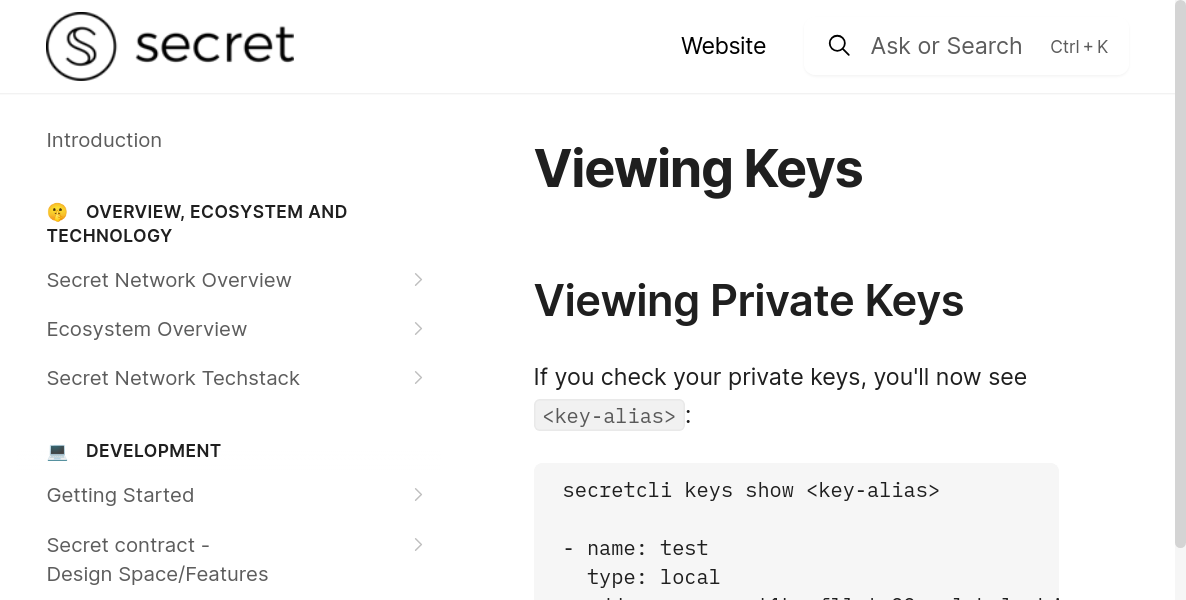 secret
Website
Ask or Search
Ctrl + K
Introduction
🤫 OVERVIEW, ECOSYSTEM AND
TECHNOLOGY
Secret Network Overview
Ecosystem Overview
Secret Network Techstack
💻 DEVELOPMENT
Getting Started
Secret contract -
Design Space/Features
Viewing Keys
Viewing Private Keys
If you check your private keys, you'll now see
<key-alias>:
secretcli keys show <key-alias>
- name: test
type: local